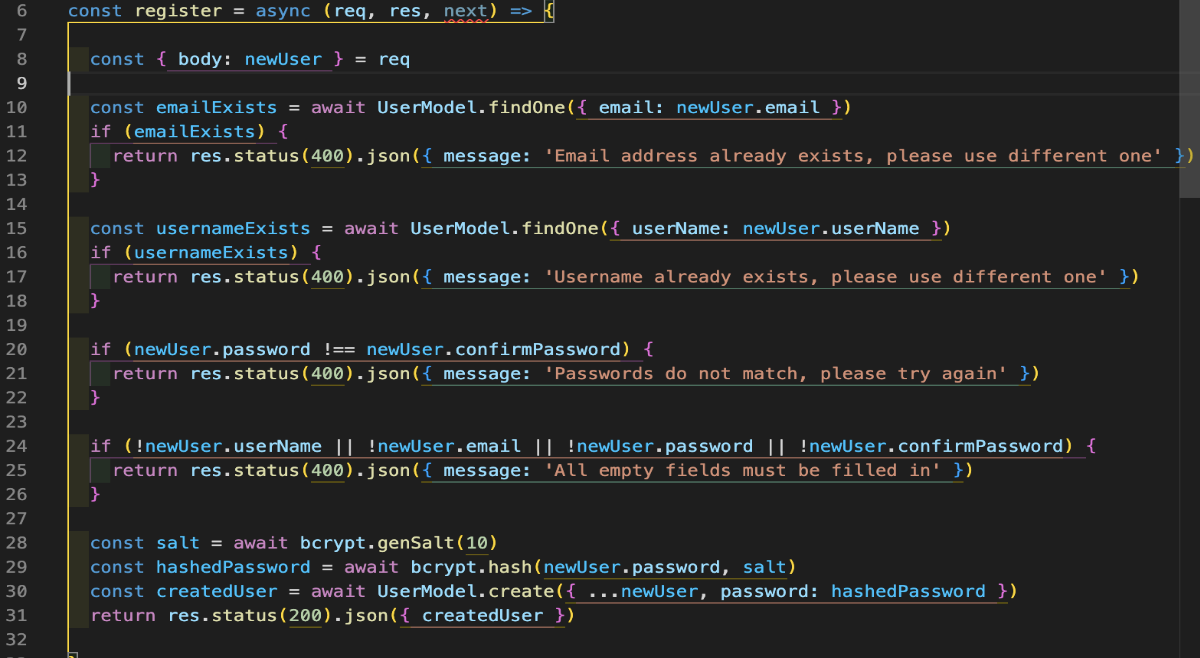 6 const register = async (req, res, next) => {
7
8 const { body: newUser } = req
9
10 const emailExists = await UserModel.findOne({ email: newUser.email })
11 if (emailExists) {
12 return res.status(400).json({ message: 'Email address already exists, please use different one' })
13 }
14
15 const usernameExists = await UserModel.findOne({ userName: newUser.userName })
16 if (usernameExists) {
17 return res.status(400).json({ message: 'Username already exists, please use different one' })
18 }
19
20 if (newUser.password !== newUser.confirmPassword) {
21 return res.status(400).json({ message: 'Passwords do not match, please try again' })
22 }
23
24 if (!newUser.userName || !newUser.email || !newUser.password || !newUser.confirmPassword) {
25 return res.status(400).json({ message: 'All empty fields must be filled in' })
26 }
27
28 const salt = await bcrypt.genSalt(10)
29 const hashedPassword = await bcrypt.hash(newUser.password, salt)
30 const createdUser = await UserModel.create({ ...newUser, password: hashedPassword })
31 return res.status(200).json({ createdUser })
32